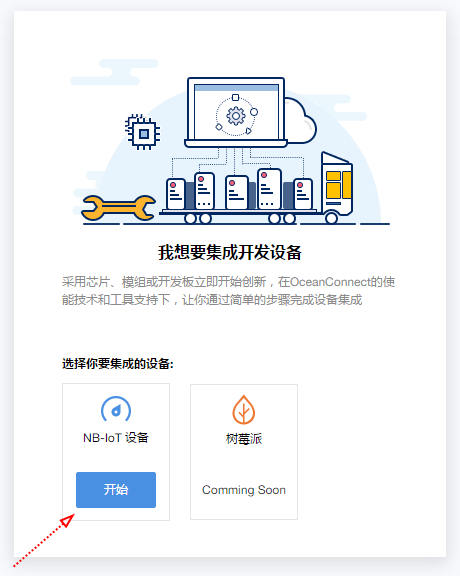 我想要集成开发设备
采用芯片、模组或开发板立即开始创新，在OceanConnect的使
能技术和工具支持下，让你通过简单的步骤完成设备集成
选择你要集成的设备:
NB-IoT 设备
树莓派
开始
Comming Soon